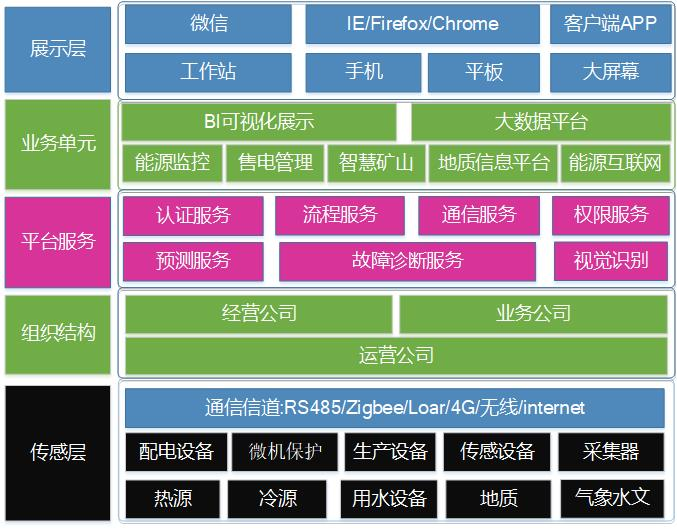 展示层
微信
IE/Firefox/Chrome
客户端APP
工作站
手机
平板
大屏幕
业务单元
BI可视化展示
大数据平台
能源监控
售电管理
智慧矿山
地质信息平台
能源互联网
平台服务
认证服务
流程服务
通信服务
权限服务
预测服务
故障诊断服务
视觉识别
组织结构
经营公司
业务公司
运营公司
传感层
通信信道:RS485/Zigbee/Loar/4G/无线/internet
配电设备
微机保护
生产设备
传感设备
采集器
热源
冷源
用水设备
地质
气象水文